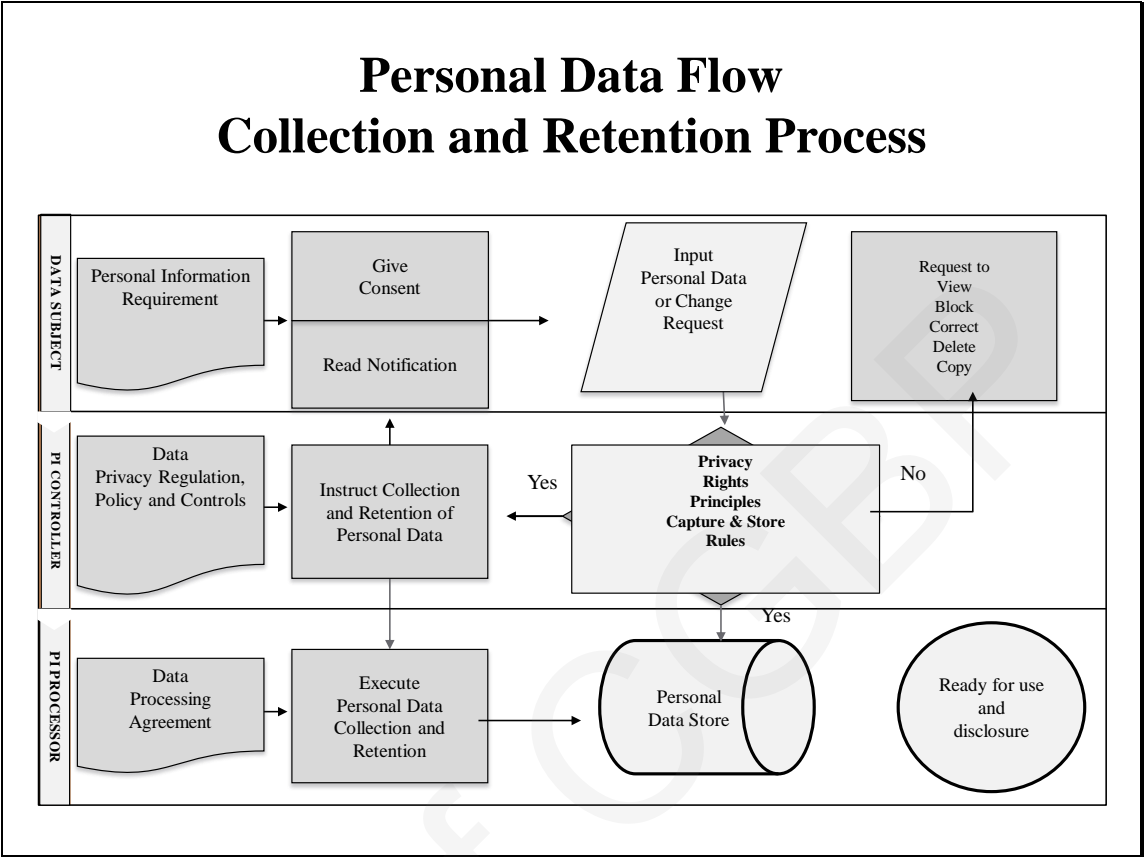 Personal Data Flow
Collection and Retention Process
DATA SUBJECT
Personal Information
Requirement
Give
Consent
Read Notification
Input
Personal Data
or Change
Request
Request to
View
Block
Correct
Delete
Copy
PI CONTROLLER
Data
Privacy Regulation,
Policy and Controls
Instruct Collection
and Retention of
Personal Data
Yes
Privacy
Rights
Principles
Capture & Store
Rules
No
Yes
PI PROCESSOR
Data
Processing
Agreement
Execute
Personal Data
Collection and
Retention
Personal
Data Store
Ready for use
and
disclosure
f CGBP